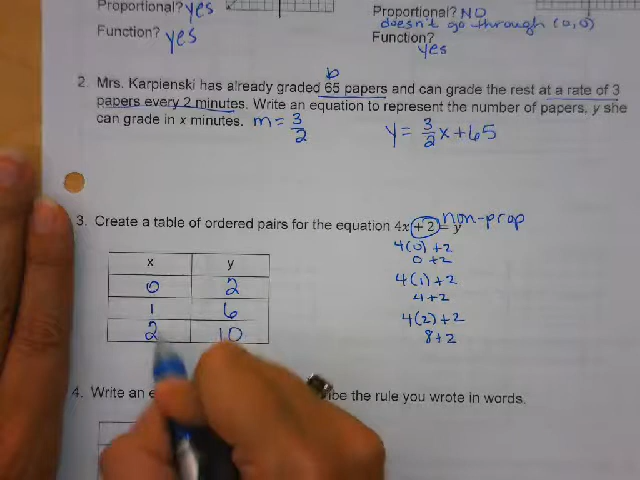 Proportional? yes
Function? yes
Proportional? NO
doesn't go through (0,0)
Function?
yes
b
2. Mrs. Karpienski has already graded 65 papers and can grade the rest at a rate of 3
papers every 2 minutes. Write an equation to represent the number of papers, y she
can grade in x minutes. m = 3/2 y = 3/2 x + 65
3. Create a table of ordered pairs for the equation 4x + 2 = y non-prop
4(0) + 2
0 + 2
4(1) + 2
4 + 2
4(2) + 2
8 + 2
x y
0 2
1 6
2 10
4. Write an be the rule you wrote in words.